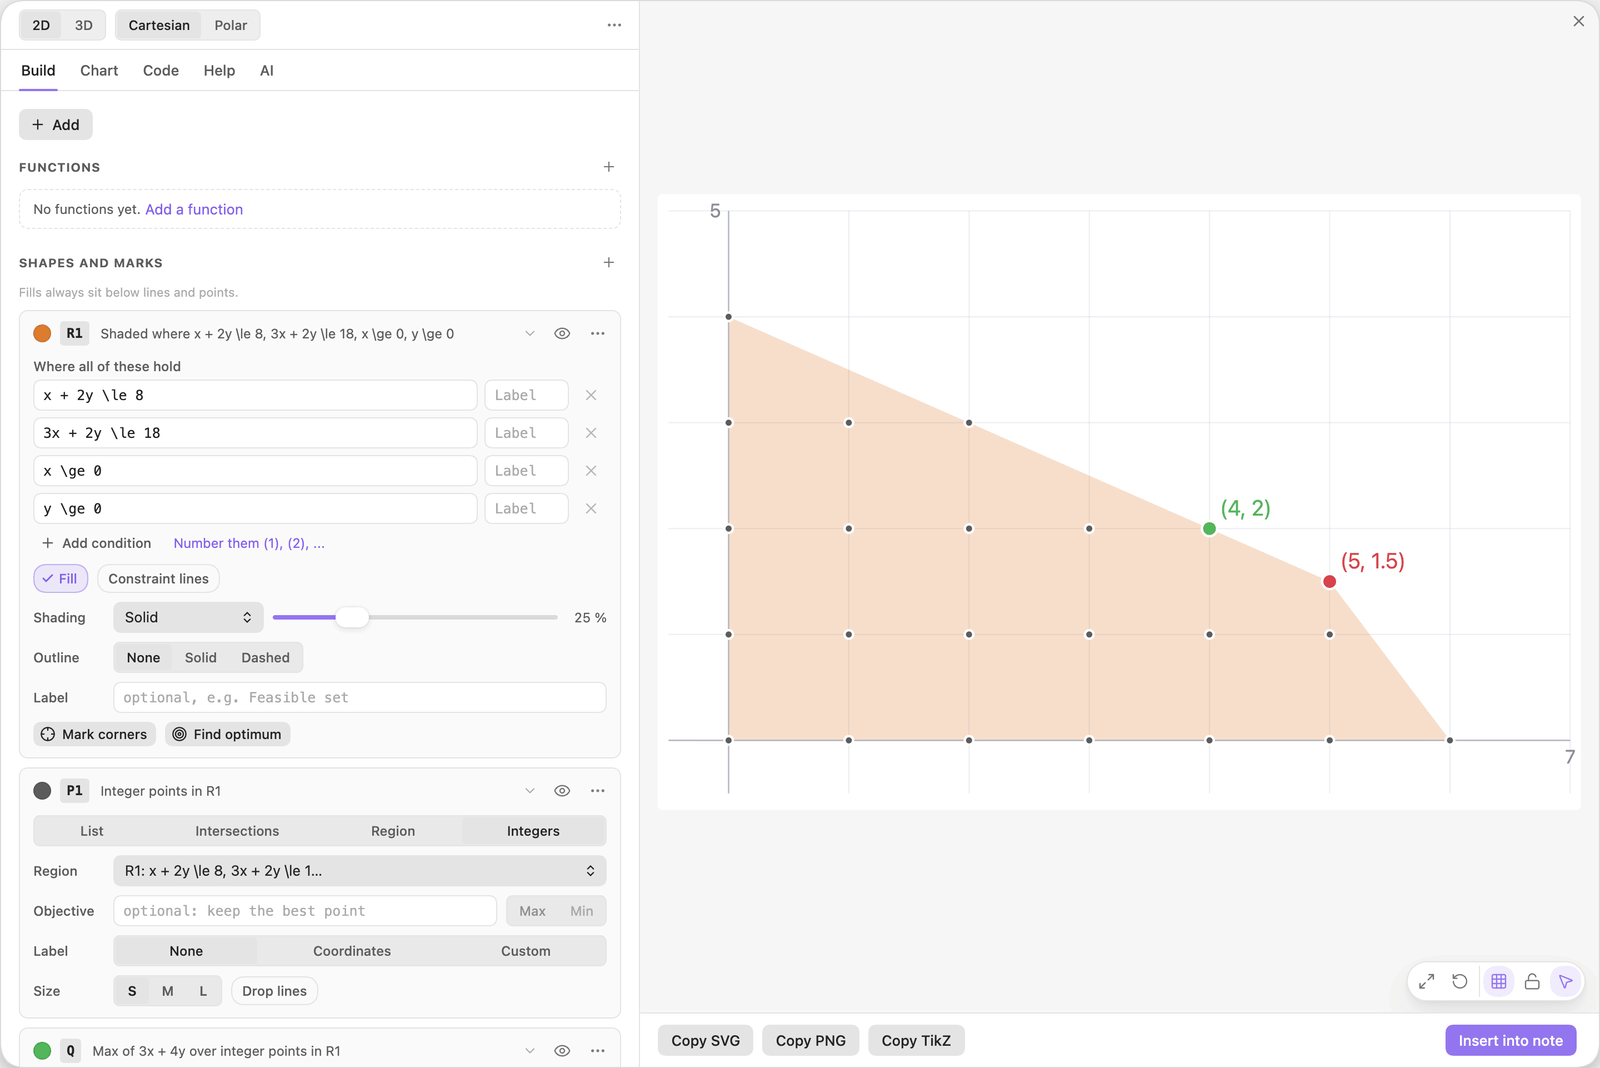 2D 3D Cartesian Polar
Build Chart Code Help AI
+ Add
FUNCTIONS
No functions yet. Add a function
SHAPES AND MARKS
Fills always sit below lines and points.
R1 Shaded where x + 2y \le 8, 3x + 2y \le 18, x \ge 0, y \ge 0
Where all of these hold
x + 2y \le 8 Label
3x + 2y \le 18 Label
x \ge 0 Label
y \ge 0 Label
+ Add condition Number them (1), (2), ...
Fill Constraint lines
Shading Solid 25 %
Outline None Solid Dashed
Label optional, e.g. Feasible set
Mark corners Find optimum
P1 Integer points in R1
List Intersections Region Integers
Region R1: x + 2y \le 8, 3x + 2y \le 1...
Objective optional: keep the best point Max Min
Label None Coordinates Custom
Size S M L Drop lines
Q Max of 3x + 4y over integer points in R1
5
(4, 2)
(5, 1.5)
7
Copy SVG Copy PNG Copy TikZ Insert into note